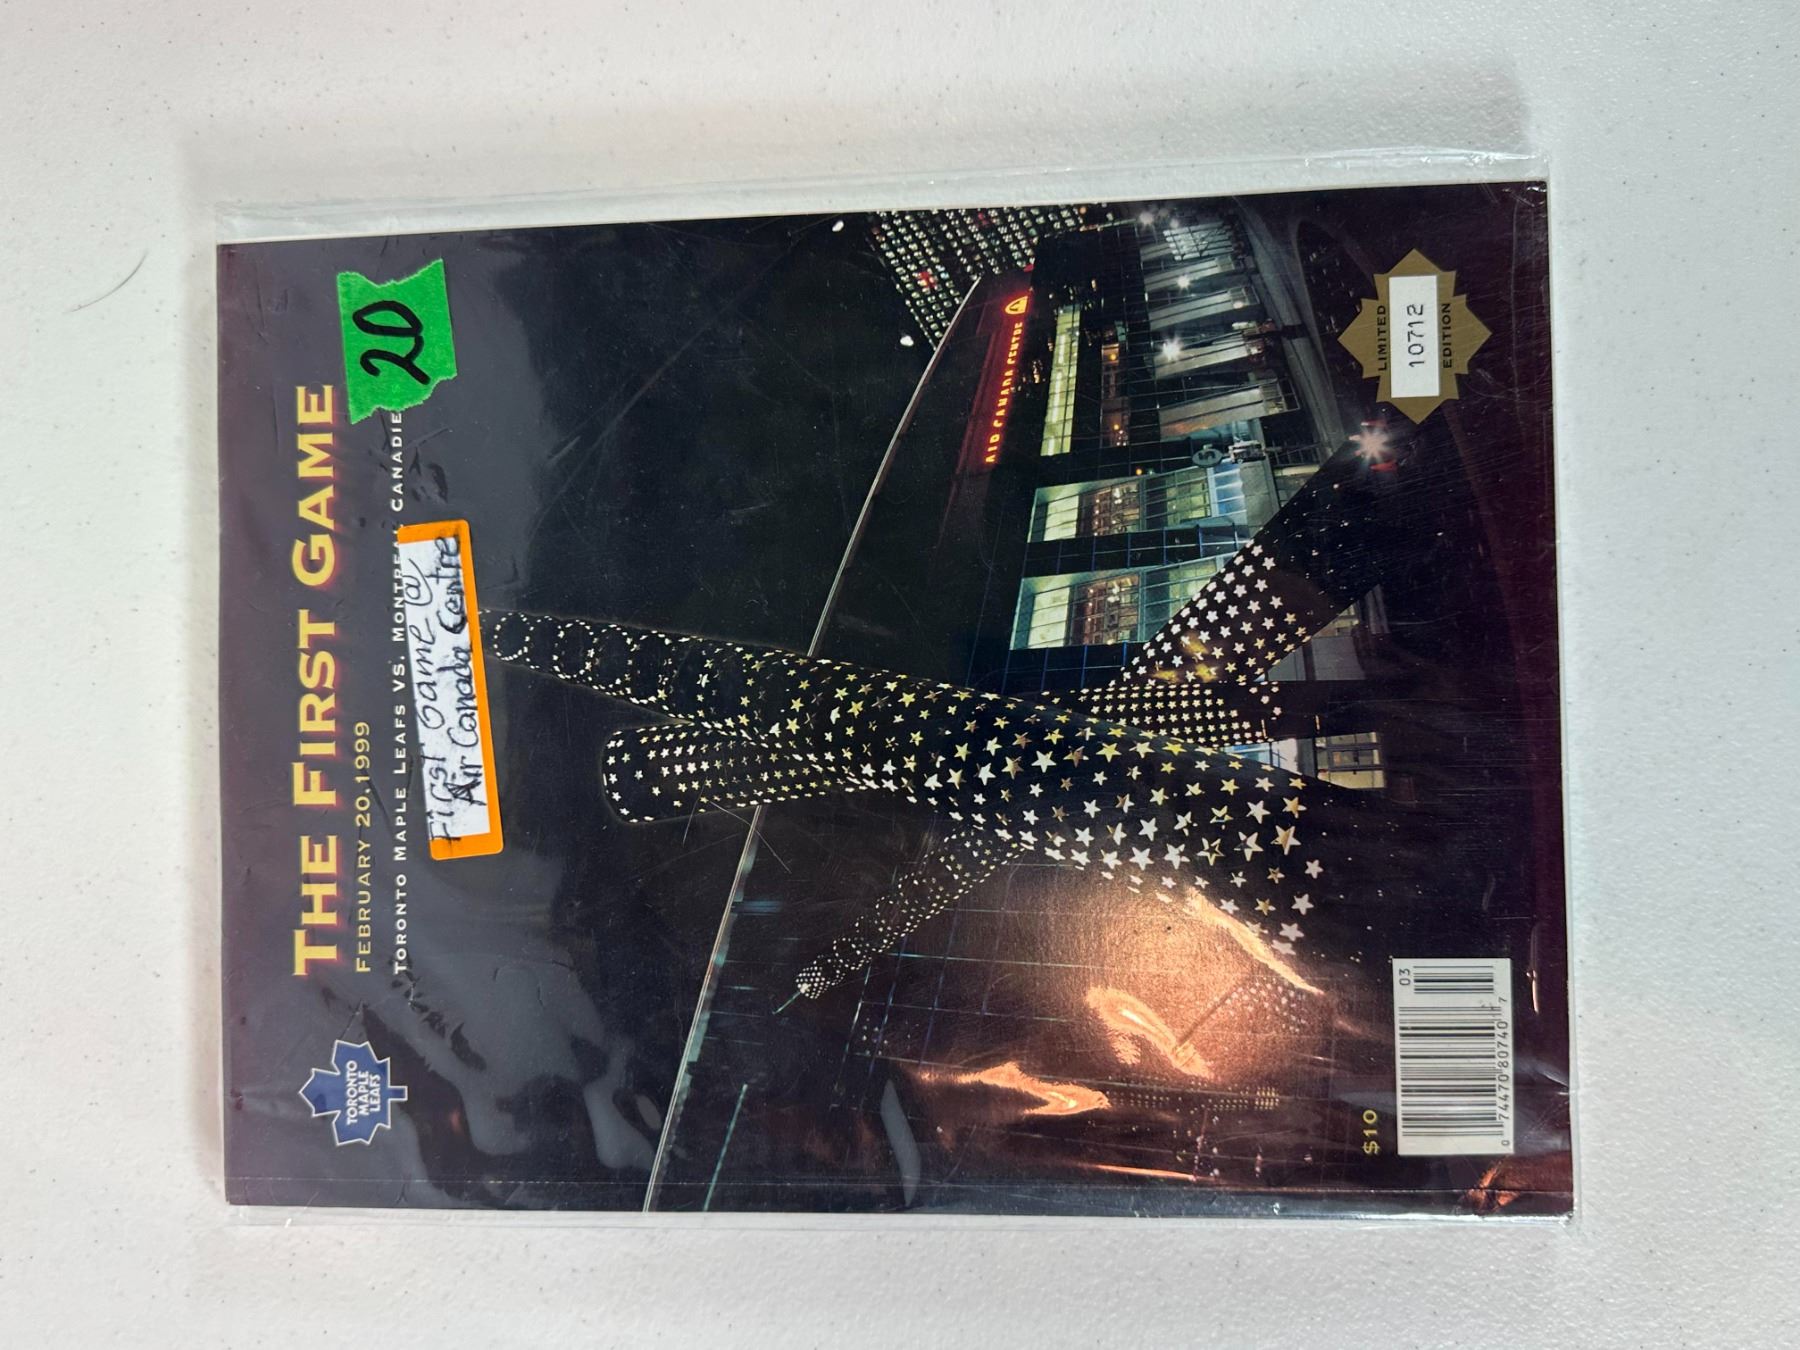 THE FIRST GAME
FEBRUARY 20, 1999
TORONTO MAPLE LEAFS VS. MONTREAL CANADIE
20
First Game @
Air Canada Centre
TORONTO
MAPLE
LEAFS
AIR CANADA CENTRE
LIMITED
10712
EDITION
$10
03
0 74470 80740 7